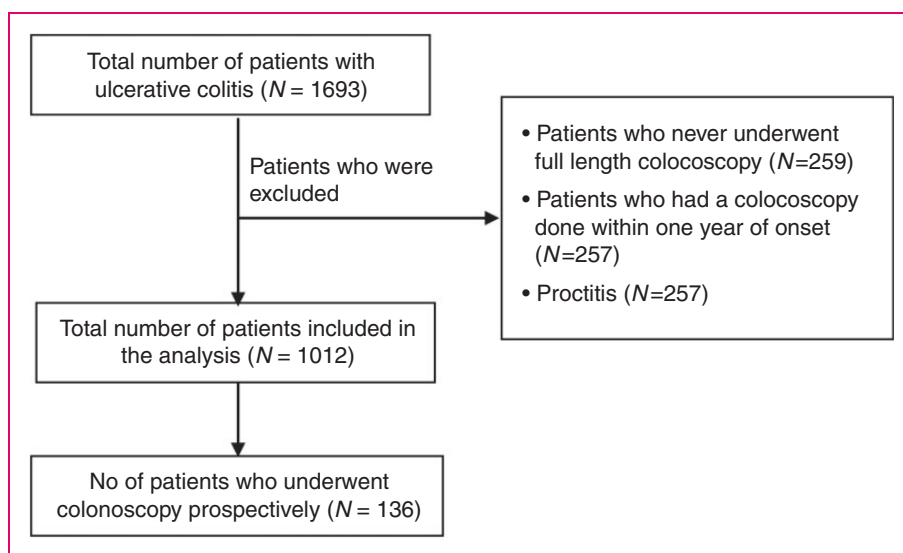 Total number of patients with
ulcerative colitis (N = 1693)
Patients who were
excluded
• Patients who never underwent
full length colocoscopy (N=259)
• Patients who had a colocoscopy
done within one year of onset
(N=257)
• Proctitis (N=257)
Total number of patients included in
the analysis (N = 1012)
No of patients who underwent
colonoscopy prospectively (N = 136)